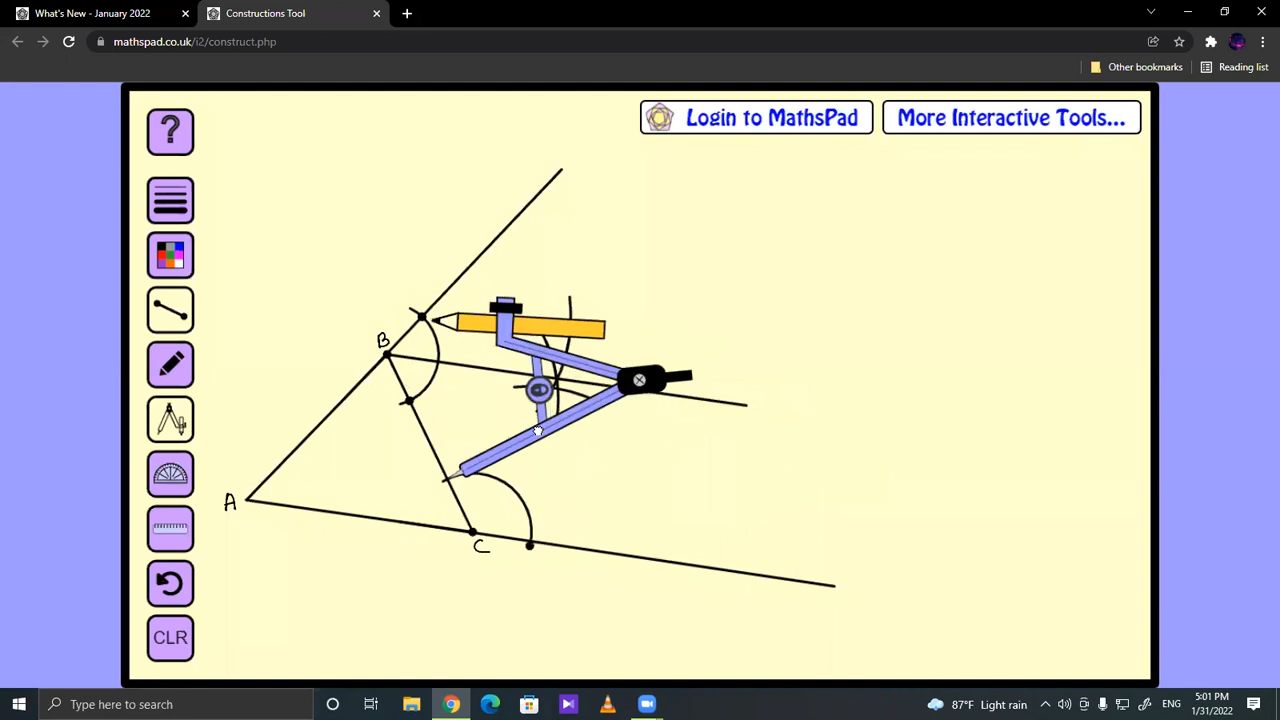 What's New - January 2022
Constructions Tool
mathspad.co.uk/i2/construct.php
Other bookmarks
Reading list
?
Login to MathsPad
More Interactive Tools...
B
A
C
CLR
Type here to search
87°F Light rain
ENG
5:01 PM
1/31/2022